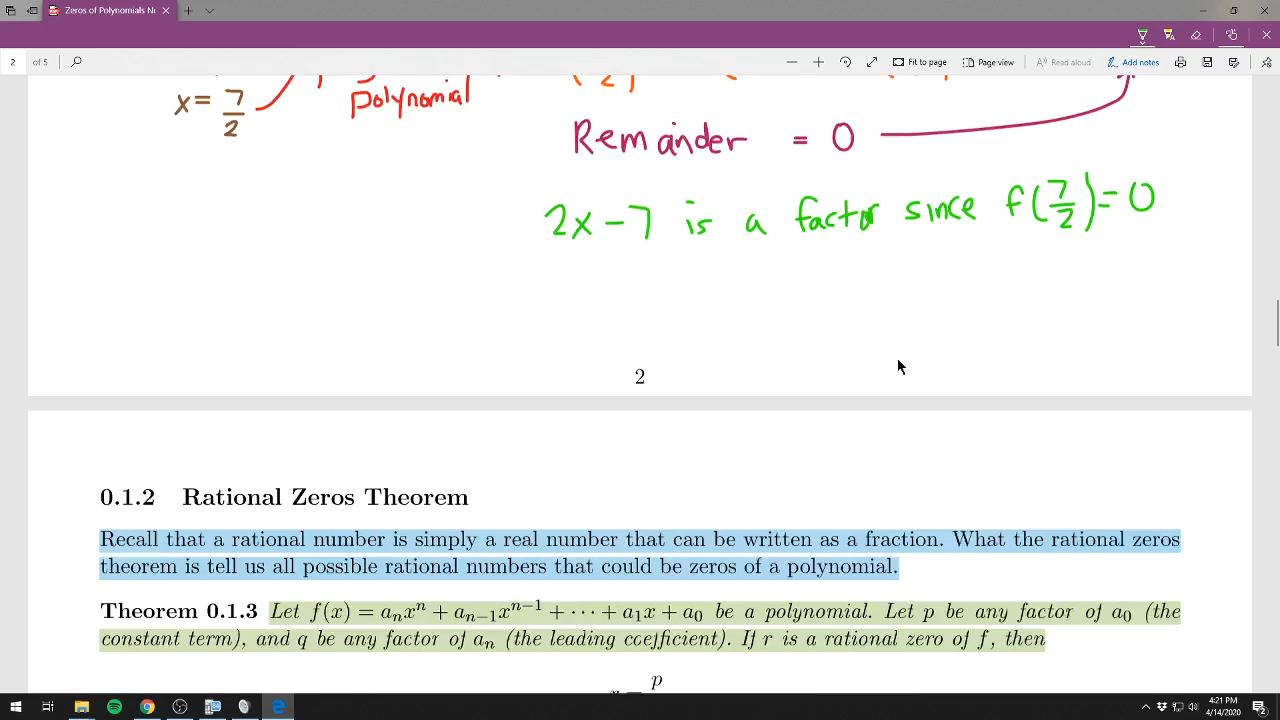 Zeros of Polynomials N
2 of 5
Fit to page
Page view
Read aloud
Add notes
x = 7/2
Polynomial
Remainder = 0
2x - 7 is a factor since f(7/2) = 0
2
0.1.2 Rational Zeros Theorem
Recall that a rational number is simply a real number that can be written as a fraction. What the rational zeros
theorem is tell us all possible rational numbers that could be zeros of a polynomial.
Theorem 0.1.3 Let f(x) = aₙxⁿ + aₙ₋₁xⁿ⁻¹ + ⋯ + a₁x + a₀ be a polynomial. Let p be any factor of a₀ (the
constant term), and q be any factor of aₙ (the leading coefficient). If r is a rational zero of f, then
p
4:21 PM
4/14/2020